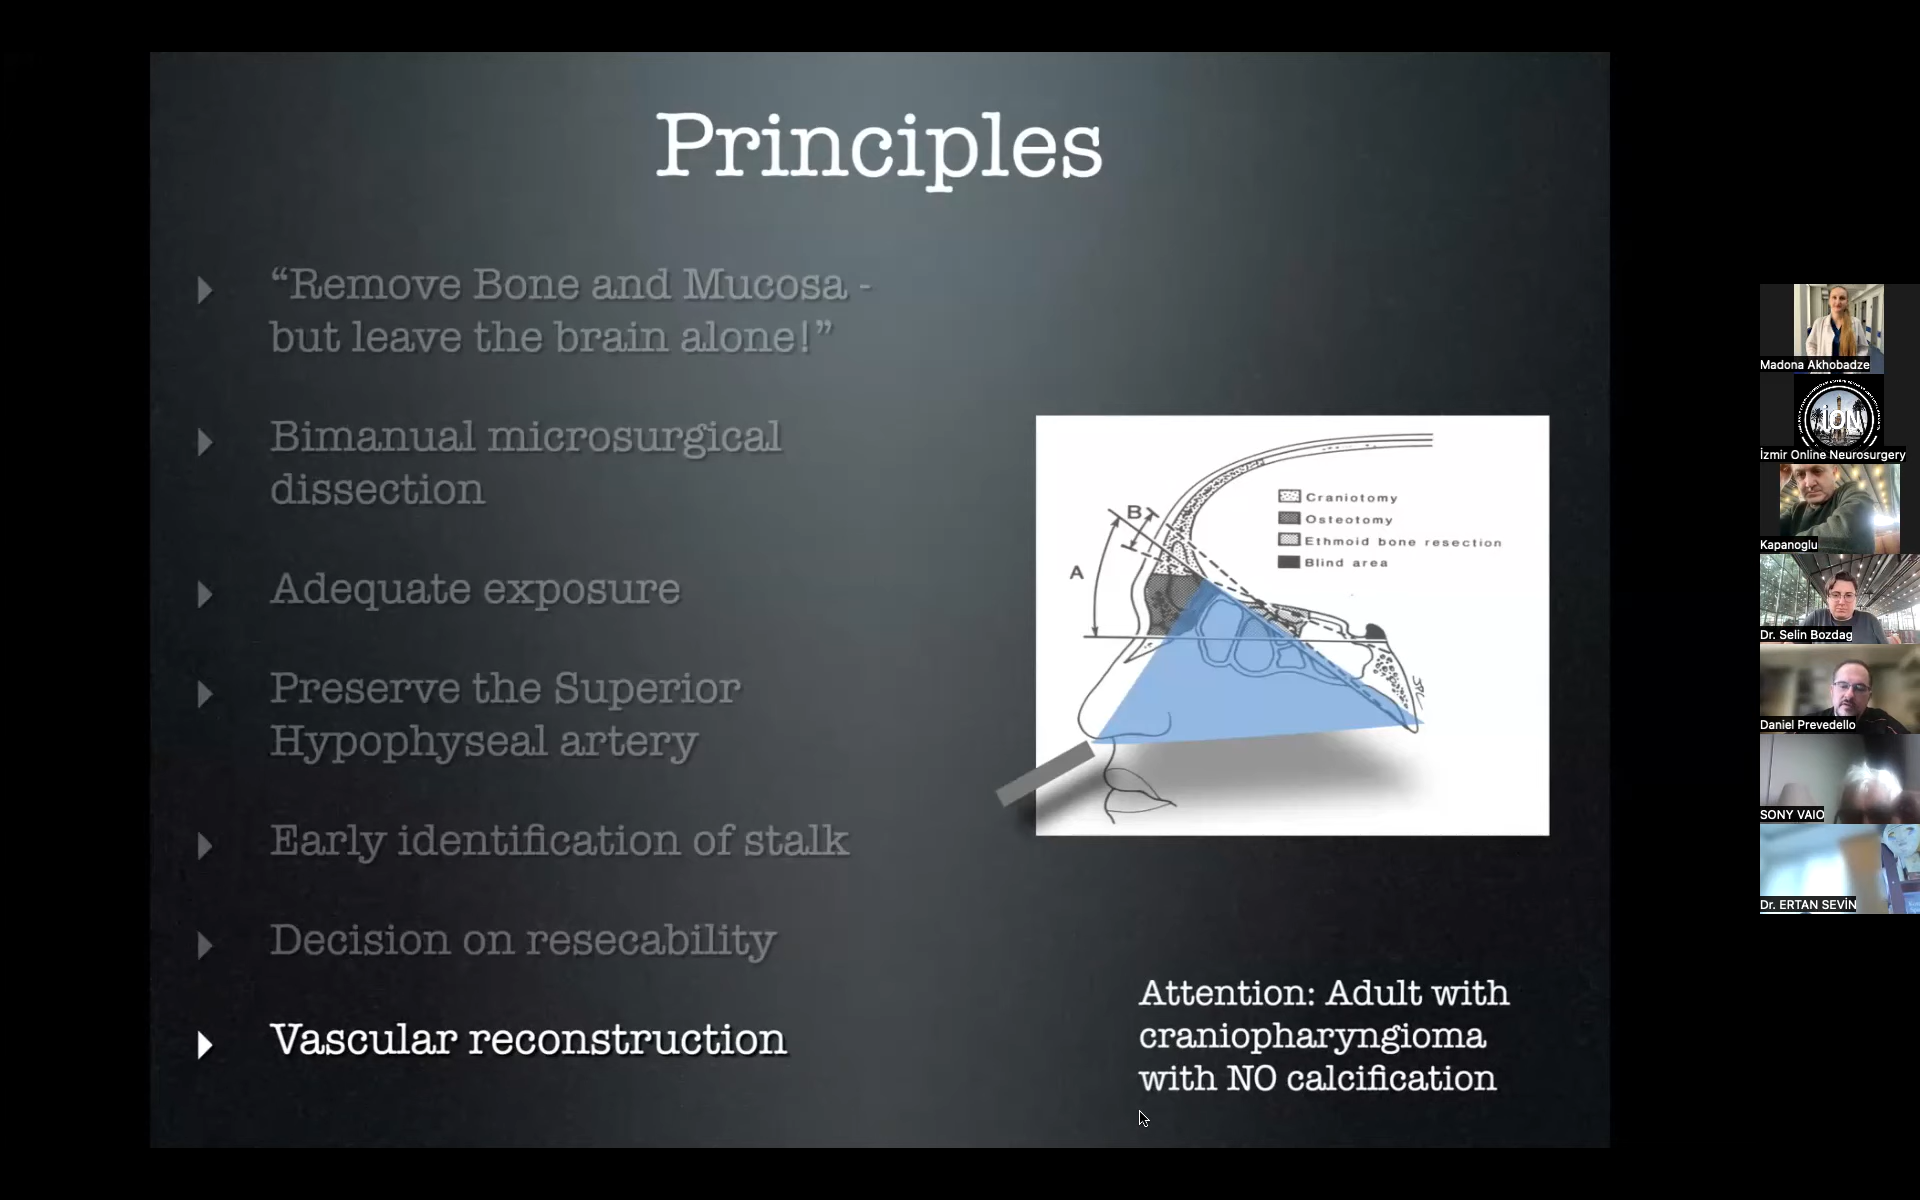 Principles
“Remove Bone and Mucosa -
but leave the brain alone!”
Bimanual microsurgical
dissection
Adequate exposure
Preserve the Superior
Hypophyseal artery
Early identification of stalk
Decision on resecability
Vascular reconstruction
B
A
Craniotomy
Osteotomy
Ethmoid bone resection
Blind area
Attention: Adult with
craniopharyngioma
with NO calcification
Madona Akhobadze
ION
İzmir Online Neurosurgery
Kapanoglu
Dr. Selin Bozdag
Daniel Prevedello
SONY VAIO
Dr. ERTAN SEVİN